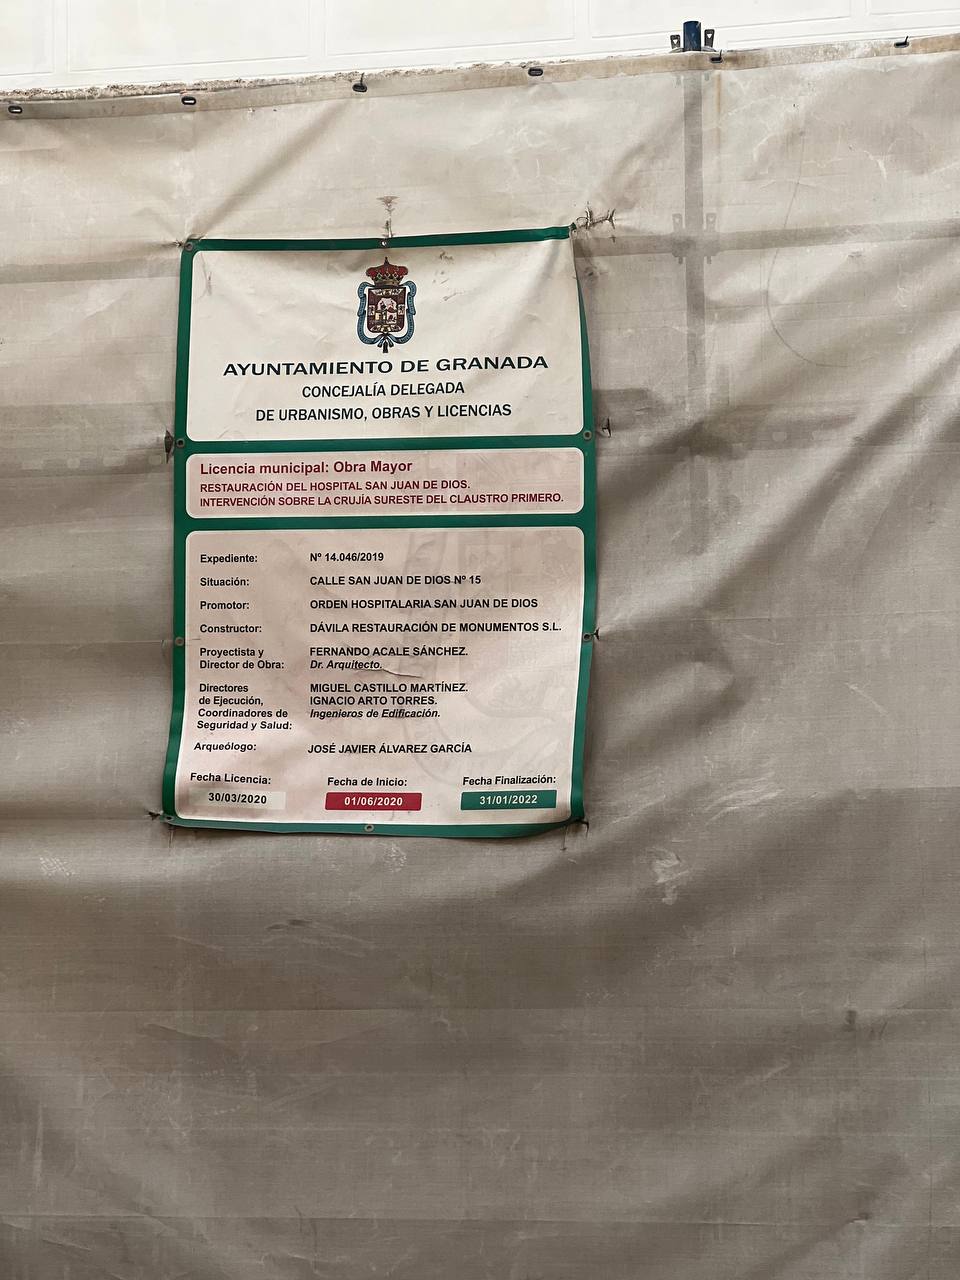 AYUNTAMIENTO DE GRANADA
CONCEJALÍA DELEGADA
DE URBANISMO, OBRAS Y LICENCIAS
Licencia municipal: Obra Mayor
RESTAURACIÓN DEL HOSPITAL SAN JUAN DE DIOS.
INTERVENCIÓN SOBRE LA CRUJÍA SURESTE DEL CLAUSTRO PRIMERO.
Expediente: Nº 14.046/2019
Situación: CALLE SAN JUAN DE DIOS Nº 15
Promotor: ORDEN HOSPITALARIA SAN JUAN DE DIOS
Constructor: DÁVILA RESTAURACIÓN DE MONUMENTOS S.L.
Proyectista y FERNANDO ACALE SÁNCHEZ.
Director de Obra: Dr. Arquitecto.
Directores MIGUEL CASTILLO MARTÍNEZ.
de Ejecución, IGNACIO ARTO TORRES.
Coordinadores de Ingenieros de Edificación.
Seguridad y Salud:
Arqueólogo: JOSÉ JAVIER ÁLVAREZ GARCÍA
Fecha Licencia: Fecha de Inicio: Fecha Finalización:
30/03/2020 01/06/2020 31/01/2022